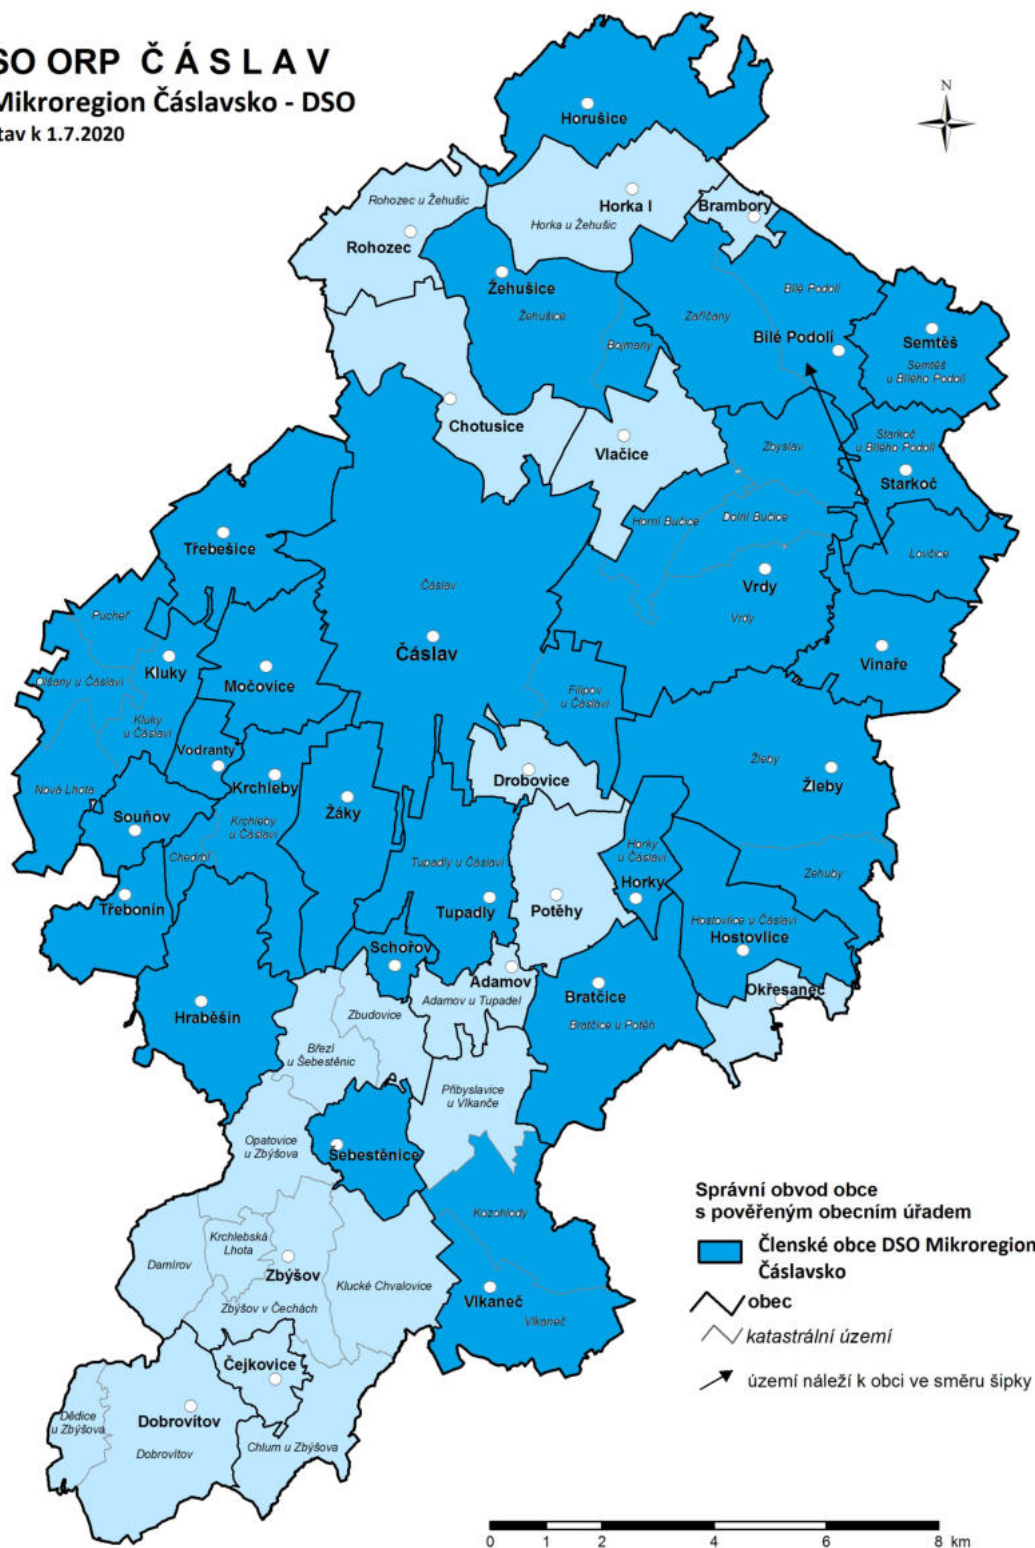 SO ORP ČÁSLAV
Mikroregion Čáslavsko - DSO
tav k 1.7.2020
N
Horušice
Rohozec u Žehušic
Horka I
Brambory
Horka u Žehušic
Rohozec
Žehušice
Žehušice
Bílé Podolí
Zaříčany
Bojmany
Bílé Podolí
Semtěš
Semtěš
u Bílého Podolí
Chotusice
Vlačice
Zbyslav
Starkoč
u Bílého Podolí
Starkoč
Horní Bučice
Dolní Bučice
Třebešice
Lovčice
Čáslav
Vrdy
Vrdy
Pucheř
Čáslav
Kluky
Močovice
Vinaře
Olšany u Čáslavi
Filipov
u Čáslavi
Kluky
u Čáslavi
Vodranty
Žleby
Drobovice
Žleby
Nová Lhota
Krchleby
Souňov
Žáky
Krchleby
u Čáslavi
Chedrbí
Tupadly u Čáslavi
Horky
u Čáslavi
Zehuby
Horky
Třebonín
Tupadly
Potěhy
Hostovlice u Čáslavi
Hostovlice
Schořov
Adamov
Bratčice
Okřesaneč
Adamov u Tupadel
Hraběšín
Zbudovice
Bratčice u Potěh
Březí
u Šebestěnic
Přibyslavice
u Vlkanče
Opatovice
u Zbýšova
Šebestěnice
Správní obvod obce
s pověřeným obecním úřadem
Kozohlody
Krchlebská
Lhota
Členské obce DSO Mikroregion
Čáslavsko
Damírov
Zbýšov
Klucké Chvalovice
Vlkaneč
obec
Zbýšov v Čechách
Vlkaneč
katastrální území
Čejkovice
území náleží k obci ve směru šipky
Dědice
u Zbýšova
Dobrovítov
Dobrovítov
Chlum u Zbýšova
0 1 2 4 6 8 km